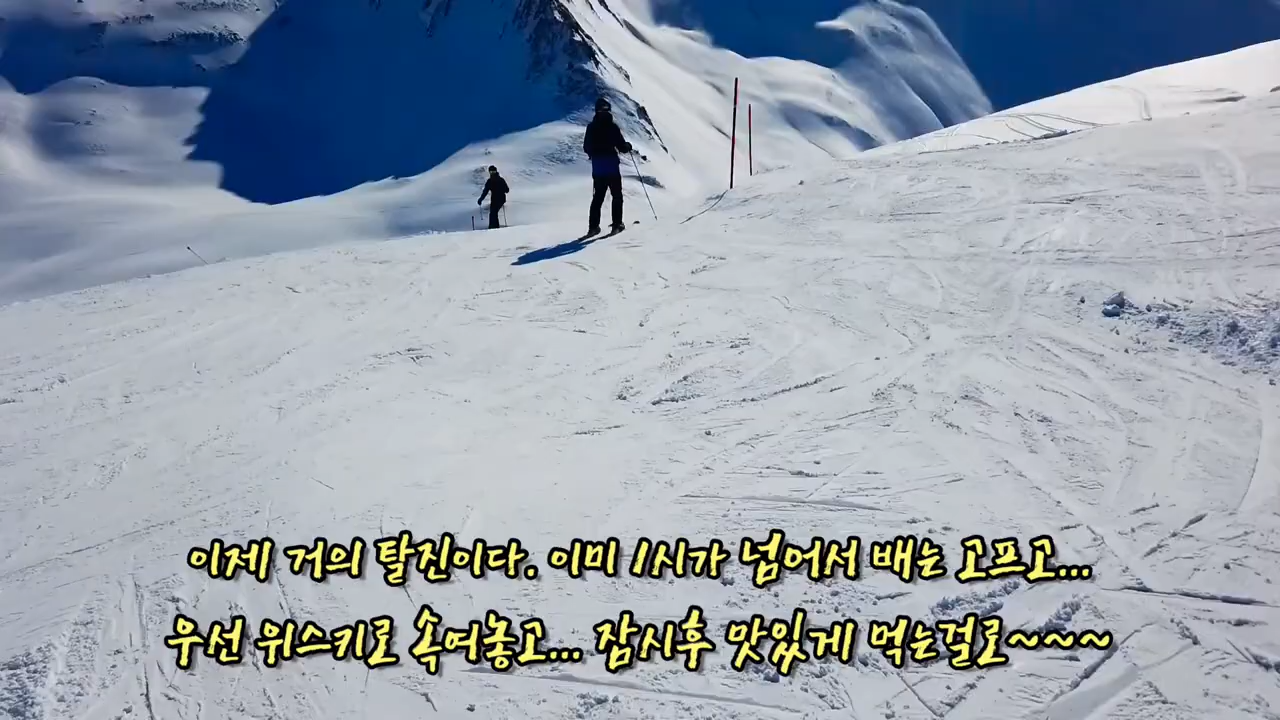 이제 거의 탈진이다. 이미 1시가 넘어서 배는 고프고...
우선 위스키로 속여놓고... 잠시후 맛있게 먹는걸로~~~